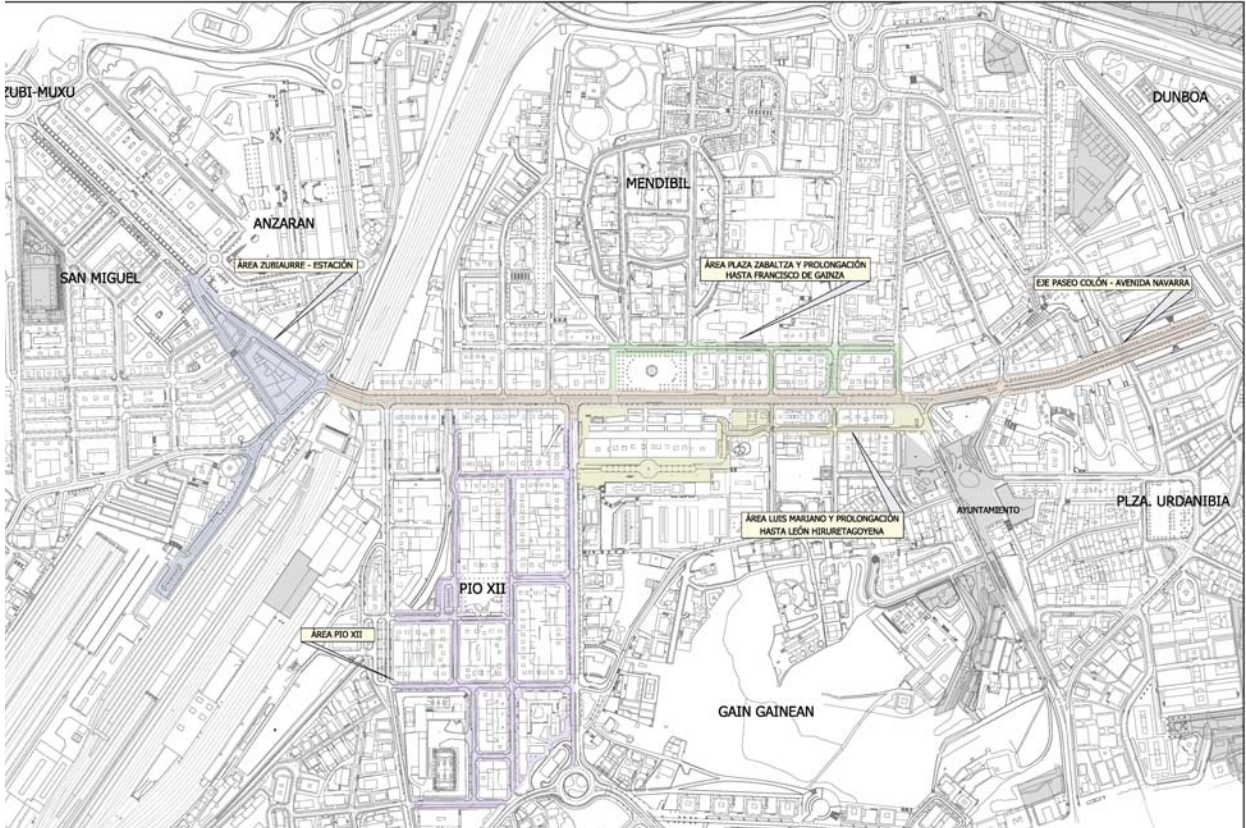 ZUBI-MUXU
DUNBOA
MENDIBIL
ANZARAN
ÁREA ZUBIAURRE - ESTACIÓN
SAN MIGUEL
ÁREA PLAZA ZABALTZA Y PROLONGACIÓN
HASTA FRANCISCO DE GAINZA
EJE PASEO COLÓN - AVENIDA NAVARRA
PLZA. URDANIBIA
AYUNTAMIENTO
ÁREA LUIS MARIANO Y PROLONGACIÓN
HASTA LEÓN HIRURETAGOYENA
PIO XII
ÁREA PIO XII
GAIN GAINEAN